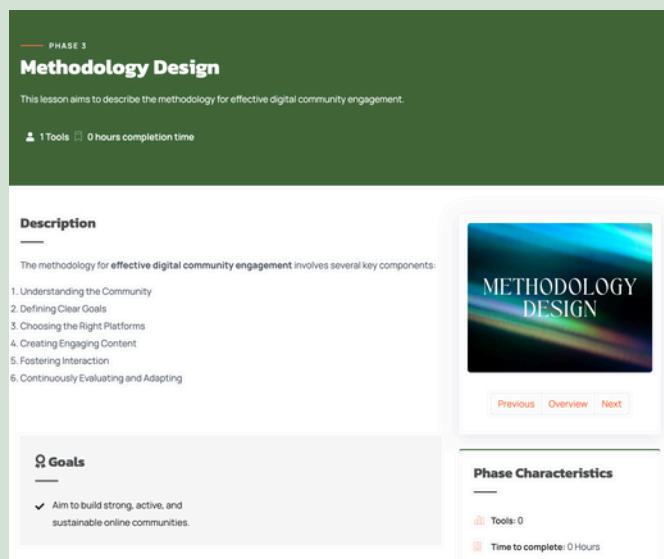 PHASE 3
Methodology Design
This lesson aims to describe the methodology for effective digital community engagement.
1 Tools 0 hours completion time
Description
The methodology for effective digital community engagement involves several key components:
1. Understanding the Community
2. Defining Clear Goals
3. Choosing the Right Platforms
4. Creating Engaging Content
5. Fostering Interaction
6. Continuously Evaluating and Adapting
METHODOLOGY
DESIGN
Previous Overview Next
Goals
Aim to build strong, active, and
sustainable online communities.
Phase Characteristics
Tools: 0
Time to complete: 0 Hours